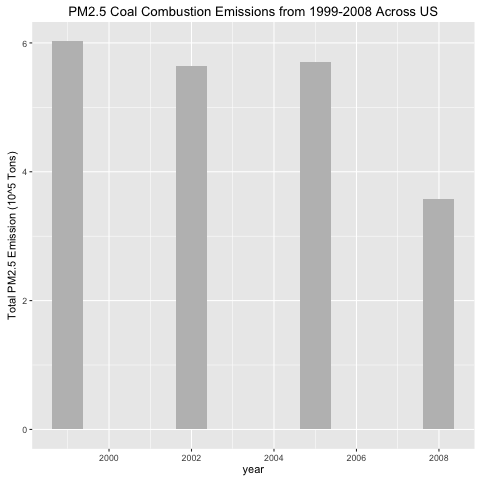 PM2.5 Coal Combustion Emissions from 1999-2008 Across US
Total PM2.5 Emission (10^5 Tons)
6
4
2
0
2000 2002 2004 2006 2008
year